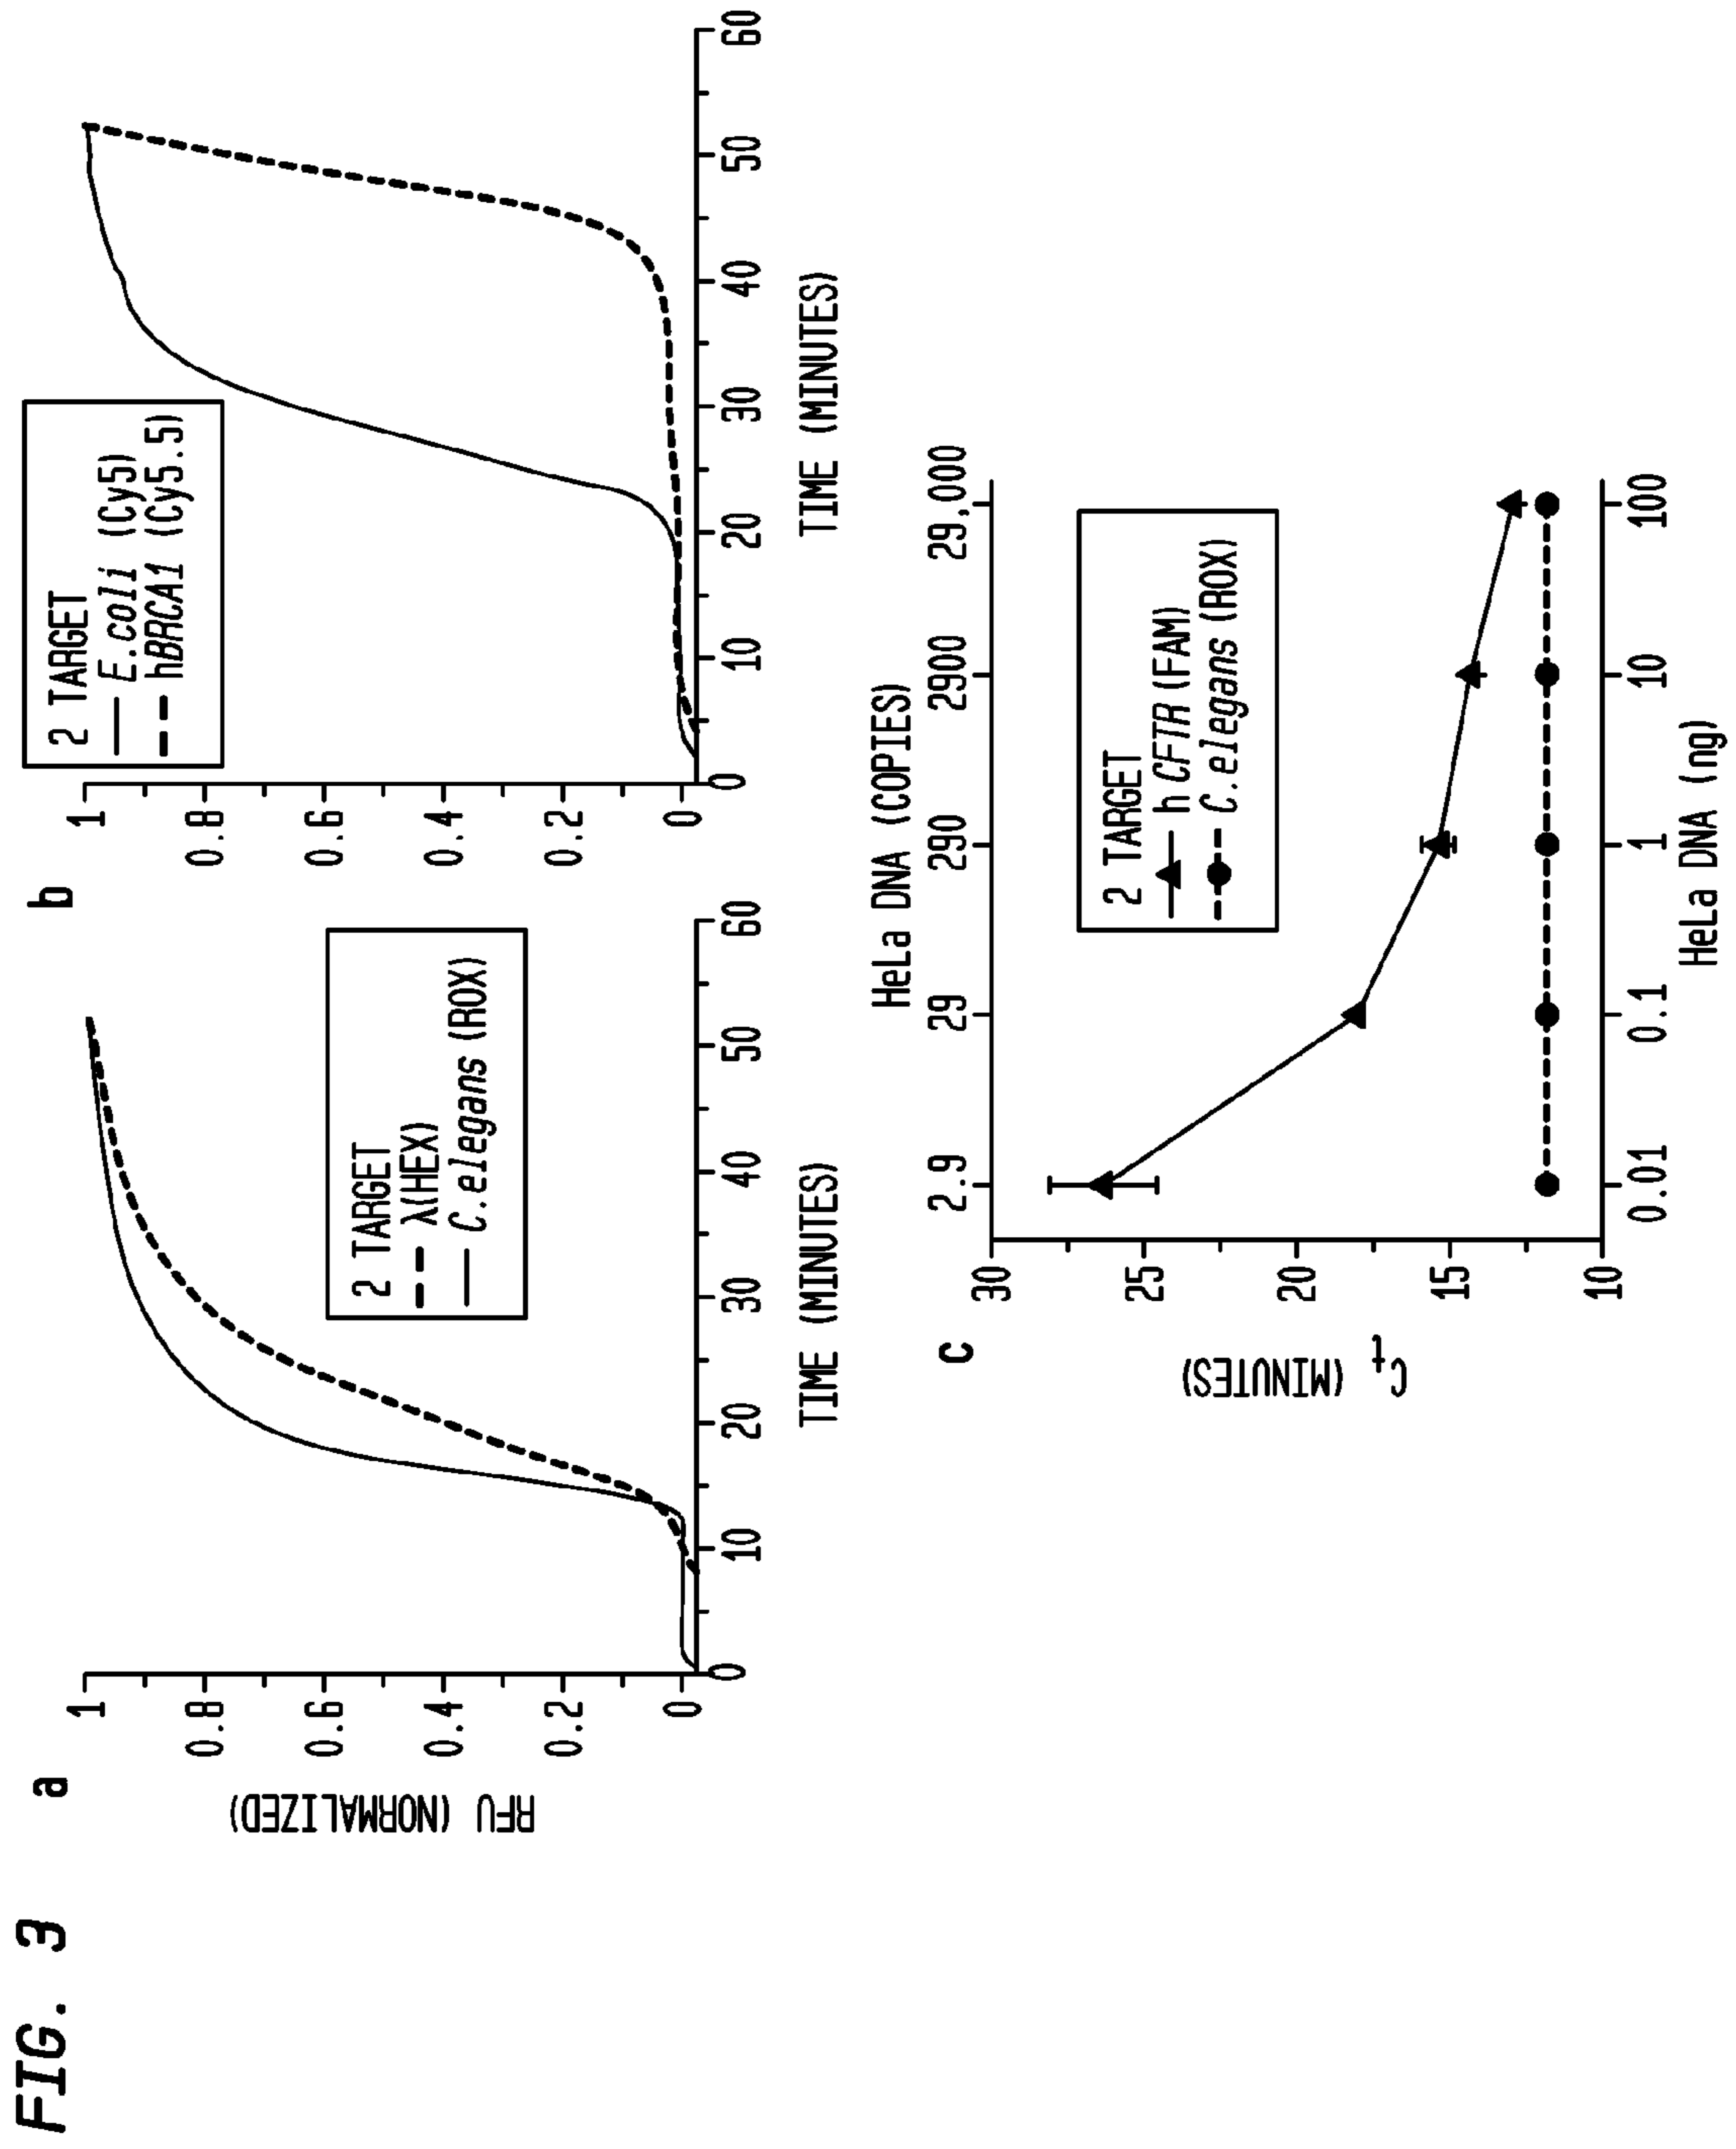 FIG. 3
a
RFU (NORMALIZED)
1
0.8
0.6
0.4
0.2
0
0 10 20 30 40 50 60
TIME (MINUTES)
2 TARGET
λ(HEX)
C.elegans (ROX)
b
1
0.8
0.6
0.4
0.2
0
0 10 20 30 40 50 60
TIME (MINUTES)
2 TARGET
E.coli (Cy5)
hBRCA1 (Cy5.5)
c
HeLa DNA (COPIES)
2.9 29 290 2900 29,000
Ct (MINUTES)
30
25
20
15
10
2 TARGET
h CFTR (FAM)
C.elegans (ROX)
0.01 0.1 1 10 100
HeLa DNA (ng)